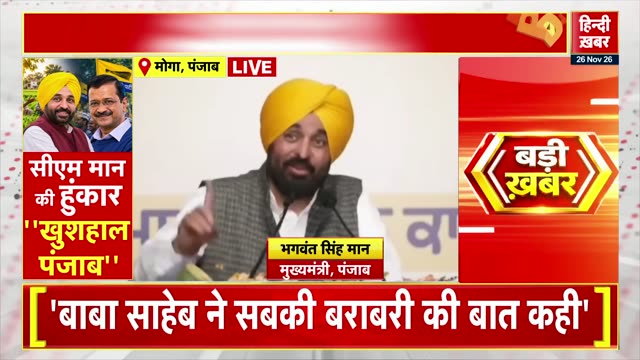 हिन्दी
ख़बर
26 Nov 26
मोगा, पंजाब
LIVE
सीएम मान
की हुंकार
"खुशहाल
पंजाब"
बड़ी
ख़बर
भगवंत सिंह मान
मुख्यमंत्री, पंजाब
'बाबा साहेब ने सबकी बराबरी की बात कही'